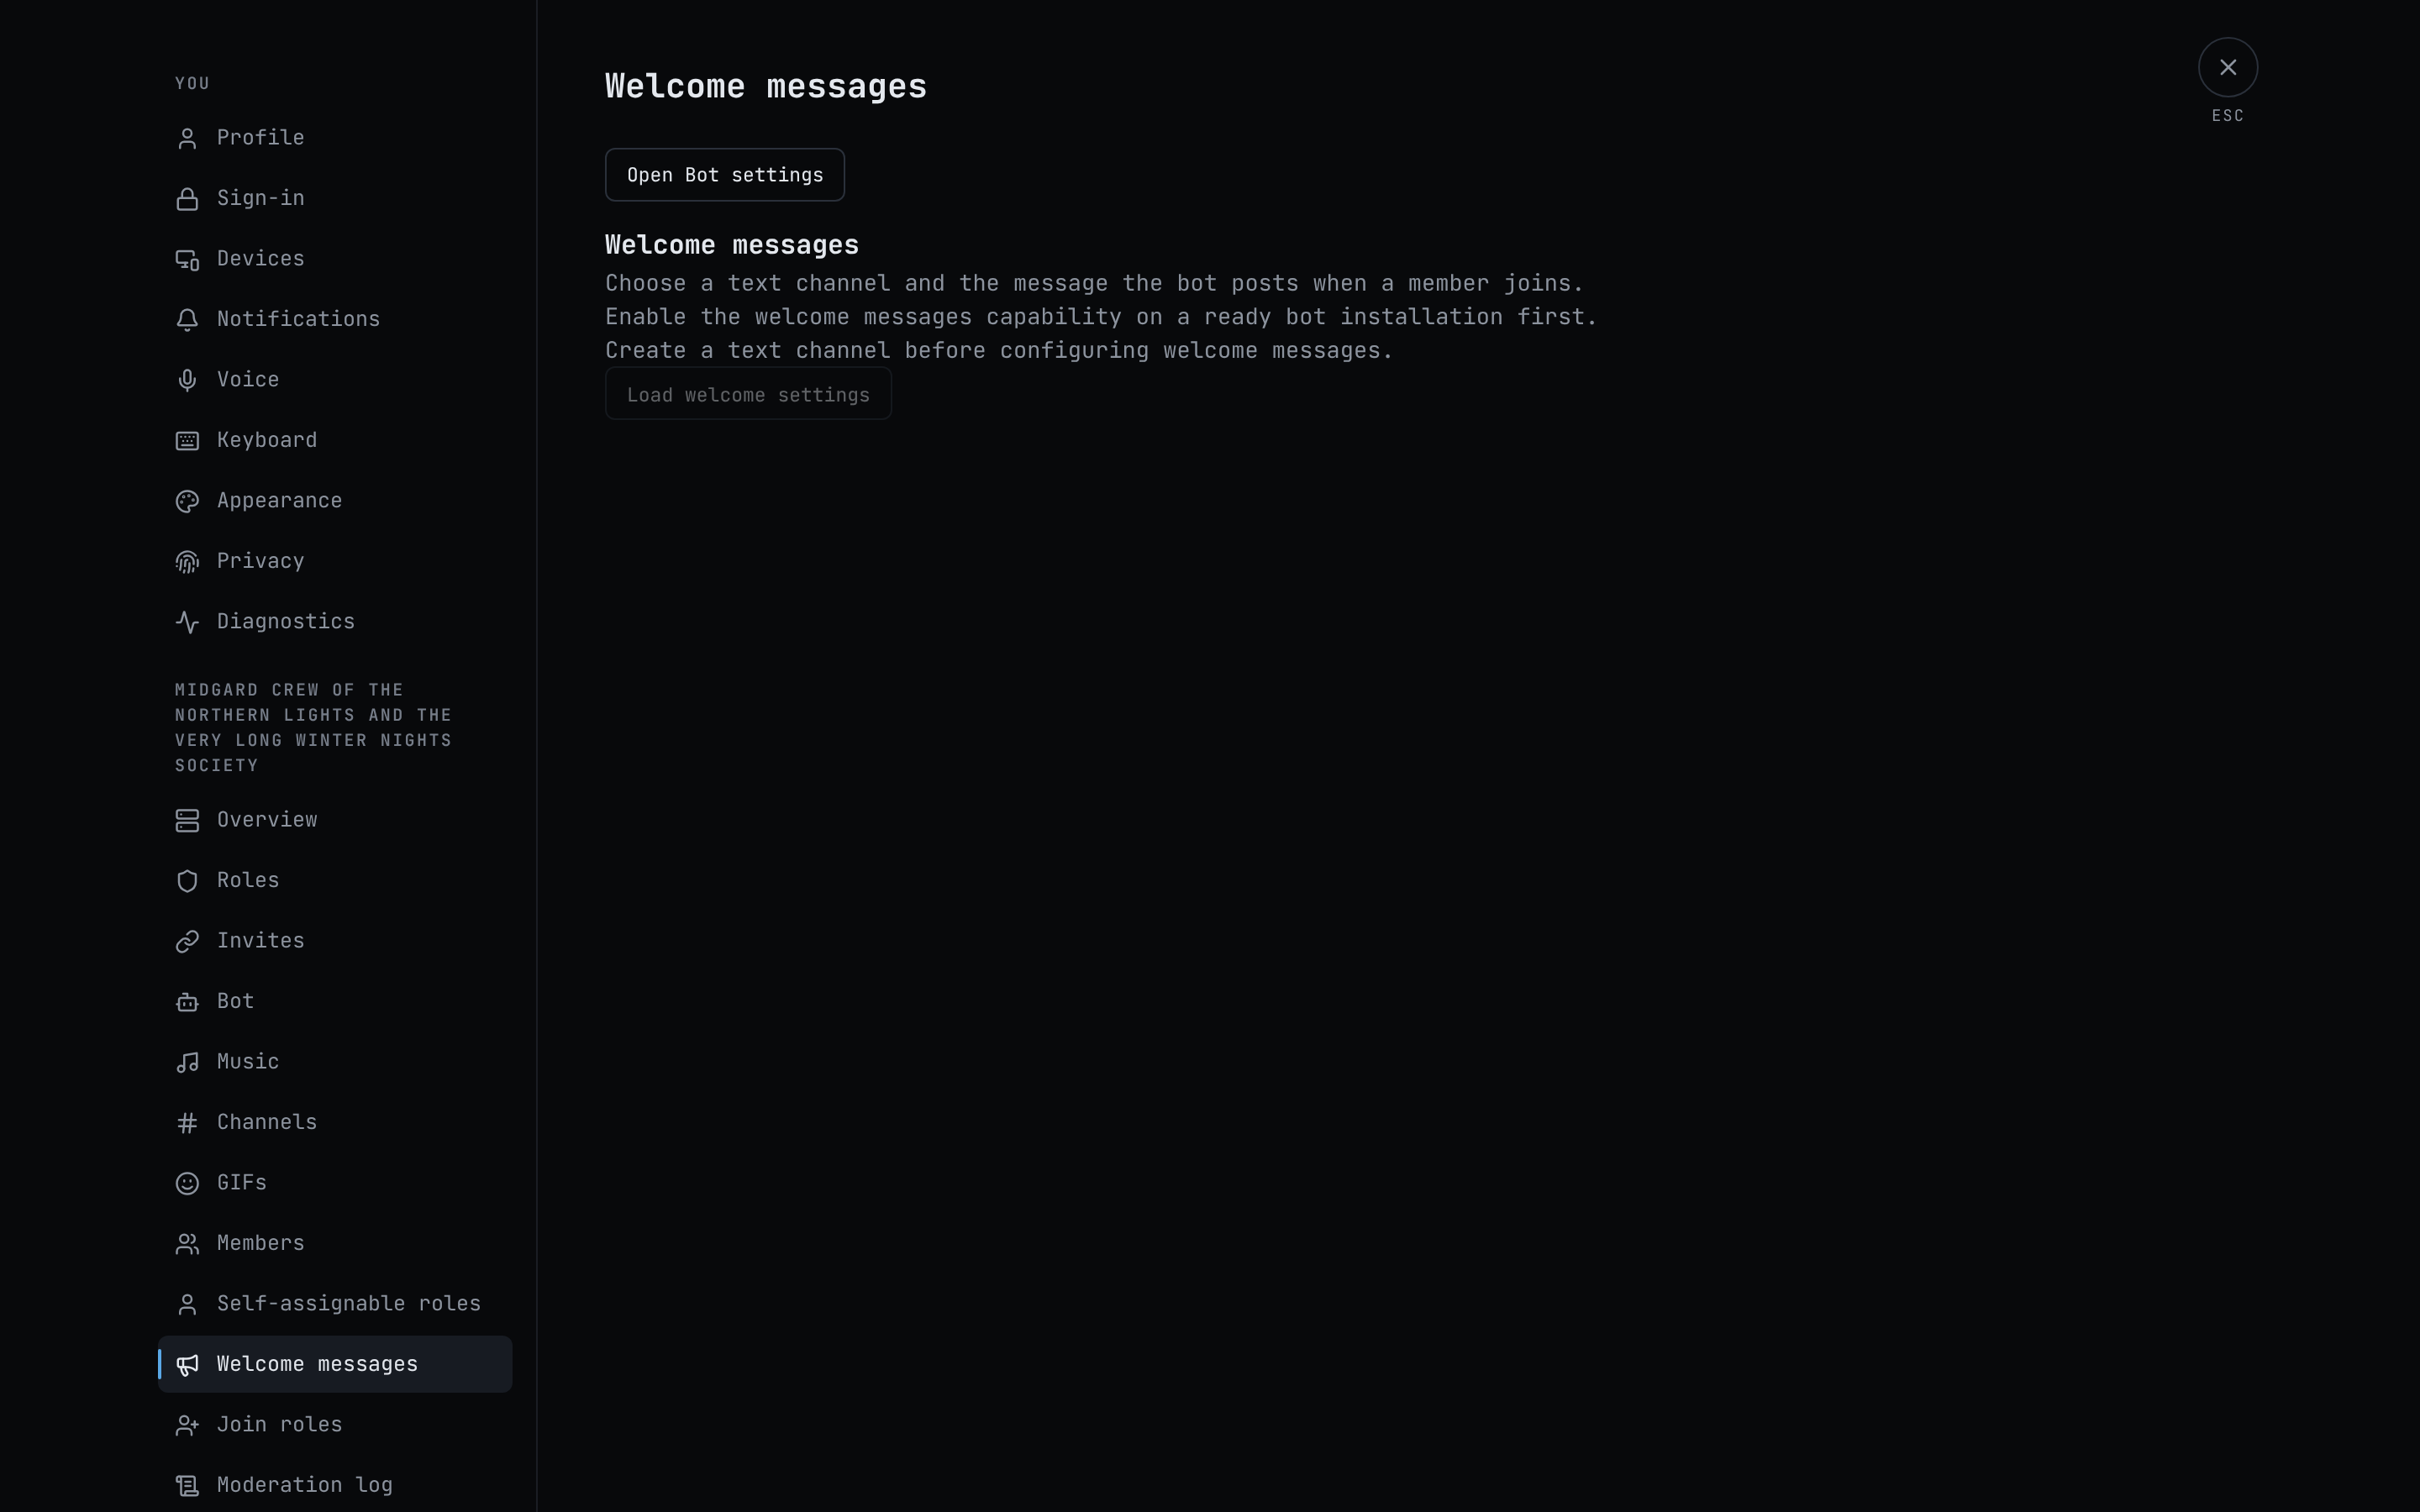 YOU
Profile
Sign-in
Devices
Notifications
Voice
Keyboard
Appearance
Privacy
Diagnostics
MIDGARD CREW OF THE
NORTHERN LIGHTS AND THE
VERY LONG WINTER NIGHTS
SOCIETY
Overview
Roles
Invites
Bot
Music
Channels
GIFs
Members
Self-assignable roles
Welcome messages
Join roles
Moderation log
Welcome messages
Open Bot settings
Welcome messages
Choose a text channel and the message the bot posts when a member joins.
Enable the welcome messages capability on a ready bot installation first.
Create a text channel before configuring welcome messages.
Load welcome settings
ESC